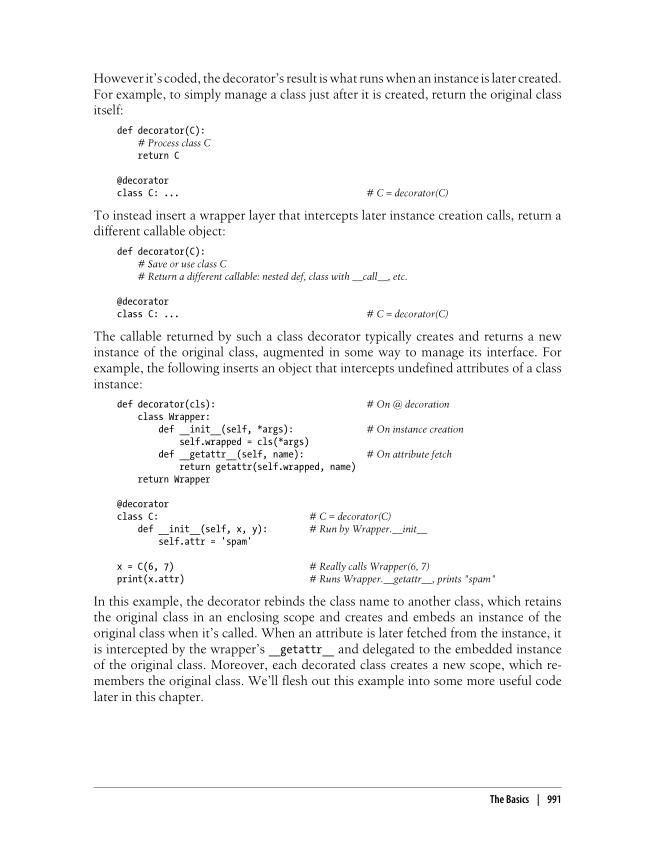 However it's coded, the decorator's result is what runs when an instance is later created.
For example, to simply manage a class just after it is created, return the original class
itself:
def decorator(C):
# Process class C
return C
@decorator
class C: ... # C = decorator(C)
To instead insert a wrapper layer that intercepts later instance creation calls, return a
different callable object:
def decorator(C):
# Save or use class C
# Return a different callable: nested def, class with __call__, etc.
@decorator
class C: ... # C = decorator(C)
The callable returned by such a class decorator typically creates and returns a new
instance of the original class, augmented in some way to manage its interface. For
example, the following inserts an object that intercepts undefined attributes of a class
instance:
def decorator(cls): # On @ decoration
class Wrapper:
def __init__(self, *args): # On instance creation
self.wrapped = cls(*args)
def __getattr__(self, name): # On attribute fetch
return getattr(self.wrapped, name)
return Wrapper
@decorator
class C: # C = decorator(C)
def __init__(self, x, y): # Run by Wrapper.__init__
self.attr = 'spam'
x = C(6, 7) # Really calls Wrapper(6, 7)
print(x.attr) # Runs Wrapper.__getattr__, prints "spam"
In this example, the decorator rebinds the class name to another class, which retains
the original class in an enclosing scope and creates and embeds an instance of the
original class when it's called. When an attribute is later fetched from the instance, it
is intercepted by the wrapper's __getattr__ and delegated to the embedded instance
of the original class. Moreover, each decorated class creates a new scope, which re-
members the original class. We'll flesh out this example into some more useful code
later in this chapter.
The Basics | 991